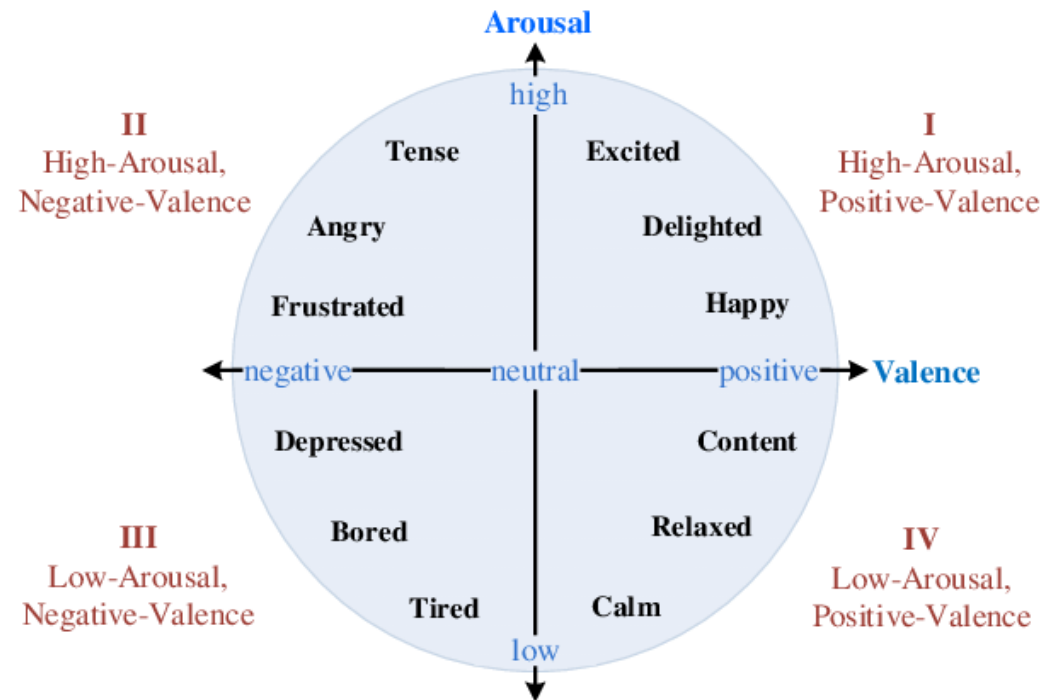 Arousal
high
II
High-Arousal,
Negative-Valence
I
High-Arousal,
Positive-Valence
Tense
Excited
Angry
Delighted
Frustrated
Happy
negative
neutral
positive
Valence
Depressed
Content
Bored
Relaxed
Tired
Calm
III
Low-Arousal,
Negative-Valence
IV
Low-Arousal,
Positive-Valence
low